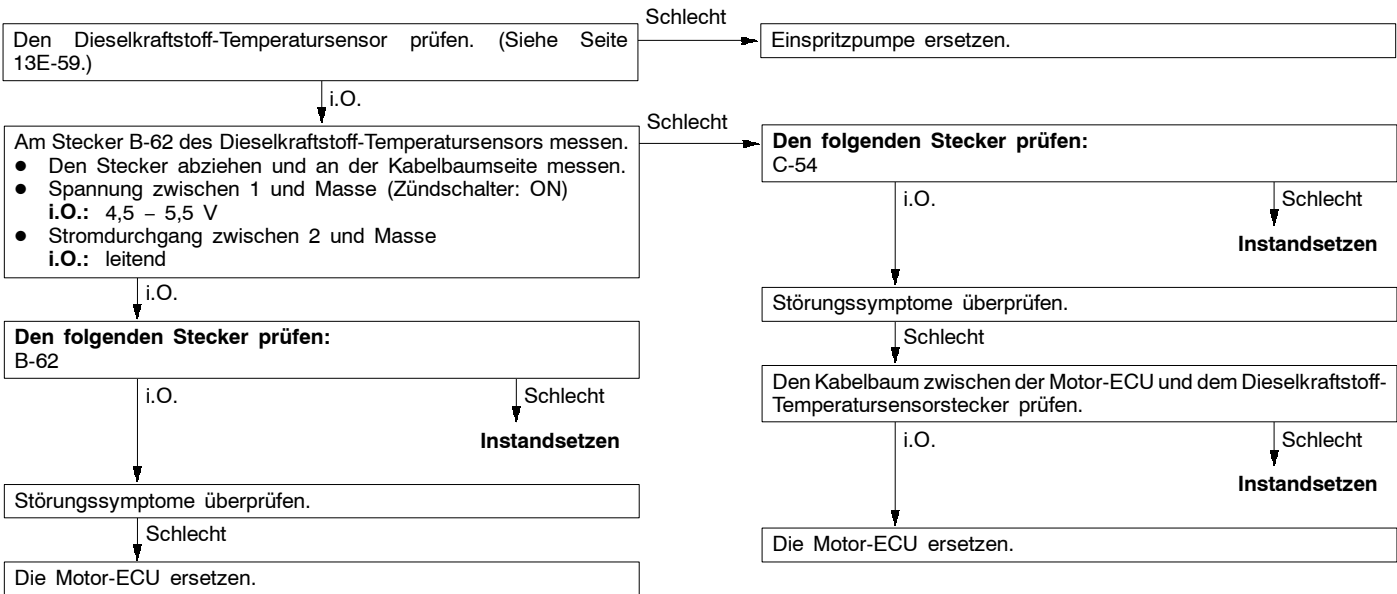 Den Dieselkraftstoff-Temperatursensor prüfen. (Siehe Seite
13E-59.)
Schlecht
Einspritzpumpe ersetzen.
i.O.
Am Stecker B-62 des Dieselkraftstoff-Temperatursensors messen.
● Den Stecker abziehen und an der Kabelbaumseite messen.
● Spannung zwischen 1 und Masse (Zündschalter: ON)
i.O.: 4,5 – 5,5 V
● Stromdurchgang zwischen 2 und Masse
i.O.: leitend
Schlecht
Den folgenden Stecker prüfen:
C-54
i.O.
Schlecht
Instandsetzen
Störungssymptome überprüfen.
Schlecht
Den Kabelbaum zwischen der Motor-ECU und dem Dieselkraftstoff-
Temperatursensorstecker prüfen.
i.O.
Schlecht
Instandsetzen
Die Motor-ECU ersetzen.
i.O.
Den folgenden Stecker prüfen:
B-62
i.O.
Schlecht
Instandsetzen
Störungssymptome überprüfen.
Schlecht
Die Motor-ECU ersetzen.